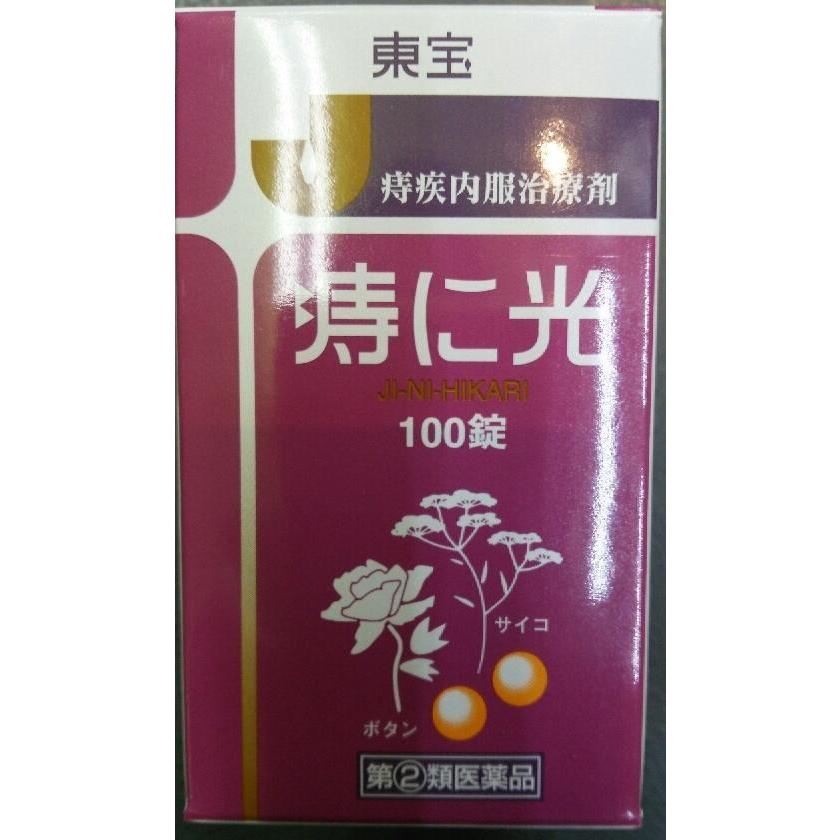 東宝
痔疾内服治療剤
痔に光
JI-NI-HIKARI
100錠
サイコ
ボタン
第②類医薬品